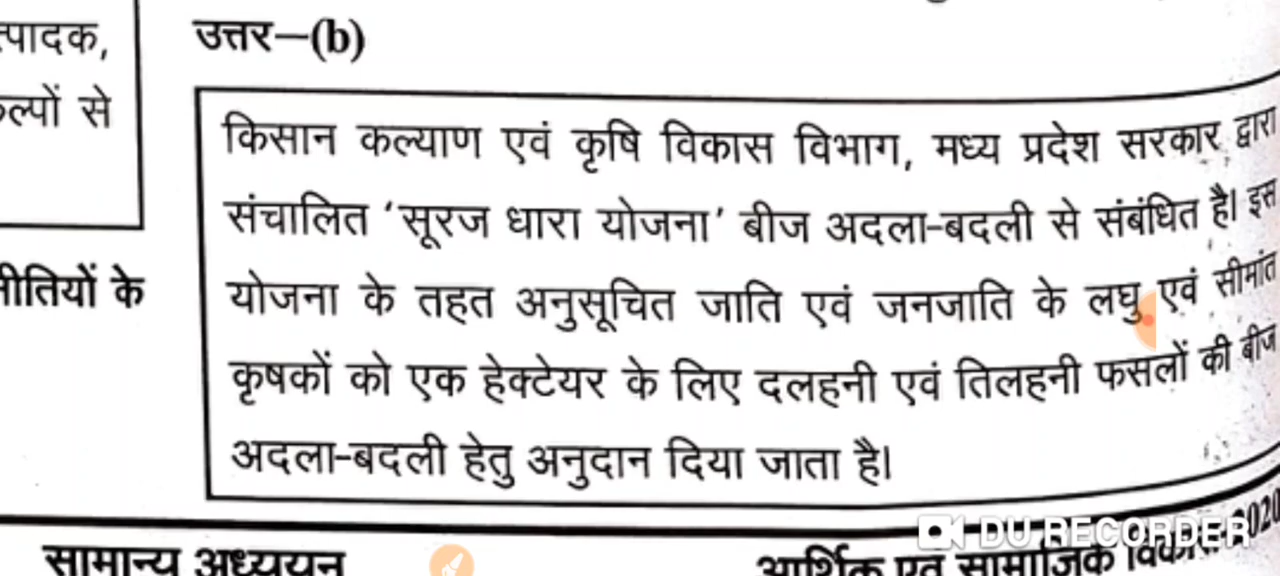 त्पादक,
ल्पों से
नीतियों के
उत्तर–(b)
किसान कल्याण एवं कृषि विकास विभाग, मध्य प्रदेश सरकार द्वारा
संचालित ‘सूरज धारा योजना’ बीज अदला-बदली से संबंधित है। इस
योजना के तहत अनुसूचित जाति एवं जनजाति के लघु एवं सीमांत
कृषकों को एक हेक्टेयर के लिए दलहनी एवं तिलहनी फसलों की बीज
अदला-बदली हेतु अनुदान दिया जाता है।
DU RECORDER
सामान्य अध्ययन
आर्थिक एवं सामाजिक विकास 2020